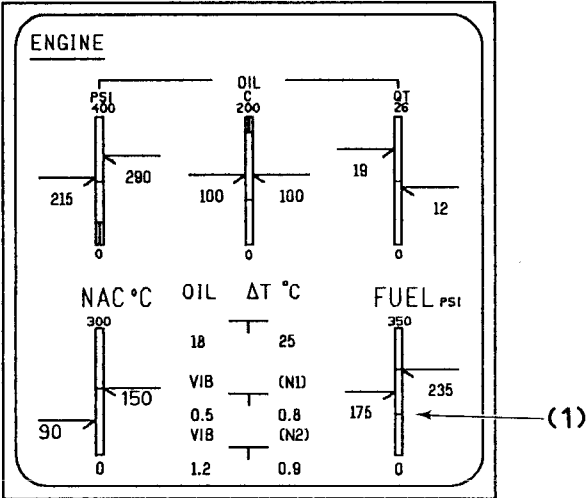 ENGINE
OIL
PSI C QT
400 200 26
290 19
215 100 100 12
0 0 0
NAC °C OIL ΔT °C FUEL PSI
300 350
18 25
VIB (N1)
150 235
0.5 0.8 175 (1)
90 VIB (N2)
0 1.2 0.9 0